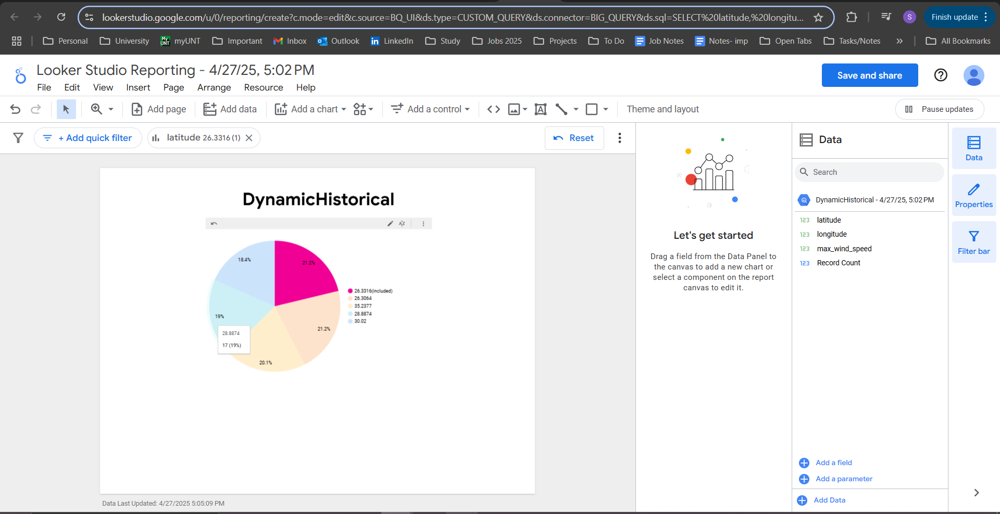 lookerstudio.google.com/u/0/reporting/create?c.mode=edit&c.source=BQ_UI&ds.type=CUSTOM_QUERY&ds.connector=BIG_QUERY&ds.sql=SELECT%20latitude,%20longitu...
S
Finish update
Personal
University
My UNT
myUNT
Important
Inbox
Outlook
LinkedIn
Study
Jobs 2025
Projects
To Do
Job Notes
Notes- imp
Open Tabs
Tasks/Notes
»
All Bookmarks
Looker Studio Reporting - 4/27/25, 5:02 PM
File Edit View Insert Page Arrange Resource Help
Save and share
Add page
Add data
Add a chart
Add a control
Theme and layout
Pause updates
+ Add quick filter
latitude 26.3316 (1)
Reset
DynamicHistorical
18.4%
21.2%
19%
21.2%
20.1%
28.8874
17 (19%)
26.3316(included)
26.3064
35.2377
28.8874
30.02
Data Last Updated: 4/27/2025 5:05:09 PM
Let's get started
Drag a field from the Data Panel to
the canvas to add a new chart or
select a component on the report
canvas to edit it.
Data
Search
DynamicHistorical - 4/27/25, 5:02 PM
123 latitude
123 longitude
123 max_wind_speed
123 Record Count
Add a field
Add a parameter
Add Data
Data
Properties
Filter bar